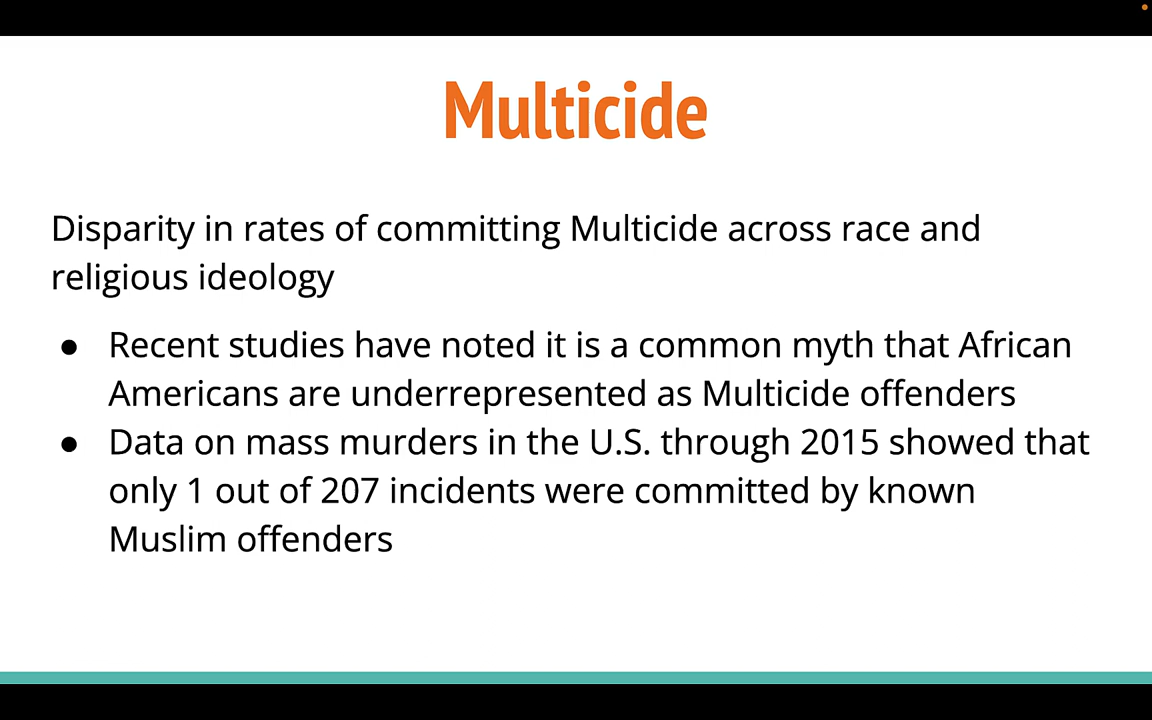 Multicide
Disparity in rates of committing Multicide across race and
religious ideology
● Recent studies have noted it is a common myth that African
Americans are underrepresented as Multicide offenders
● Data on mass murders in the U.S. through 2015 showed that
only 1 out of 207 incidents were committed by known
Muslim offenders